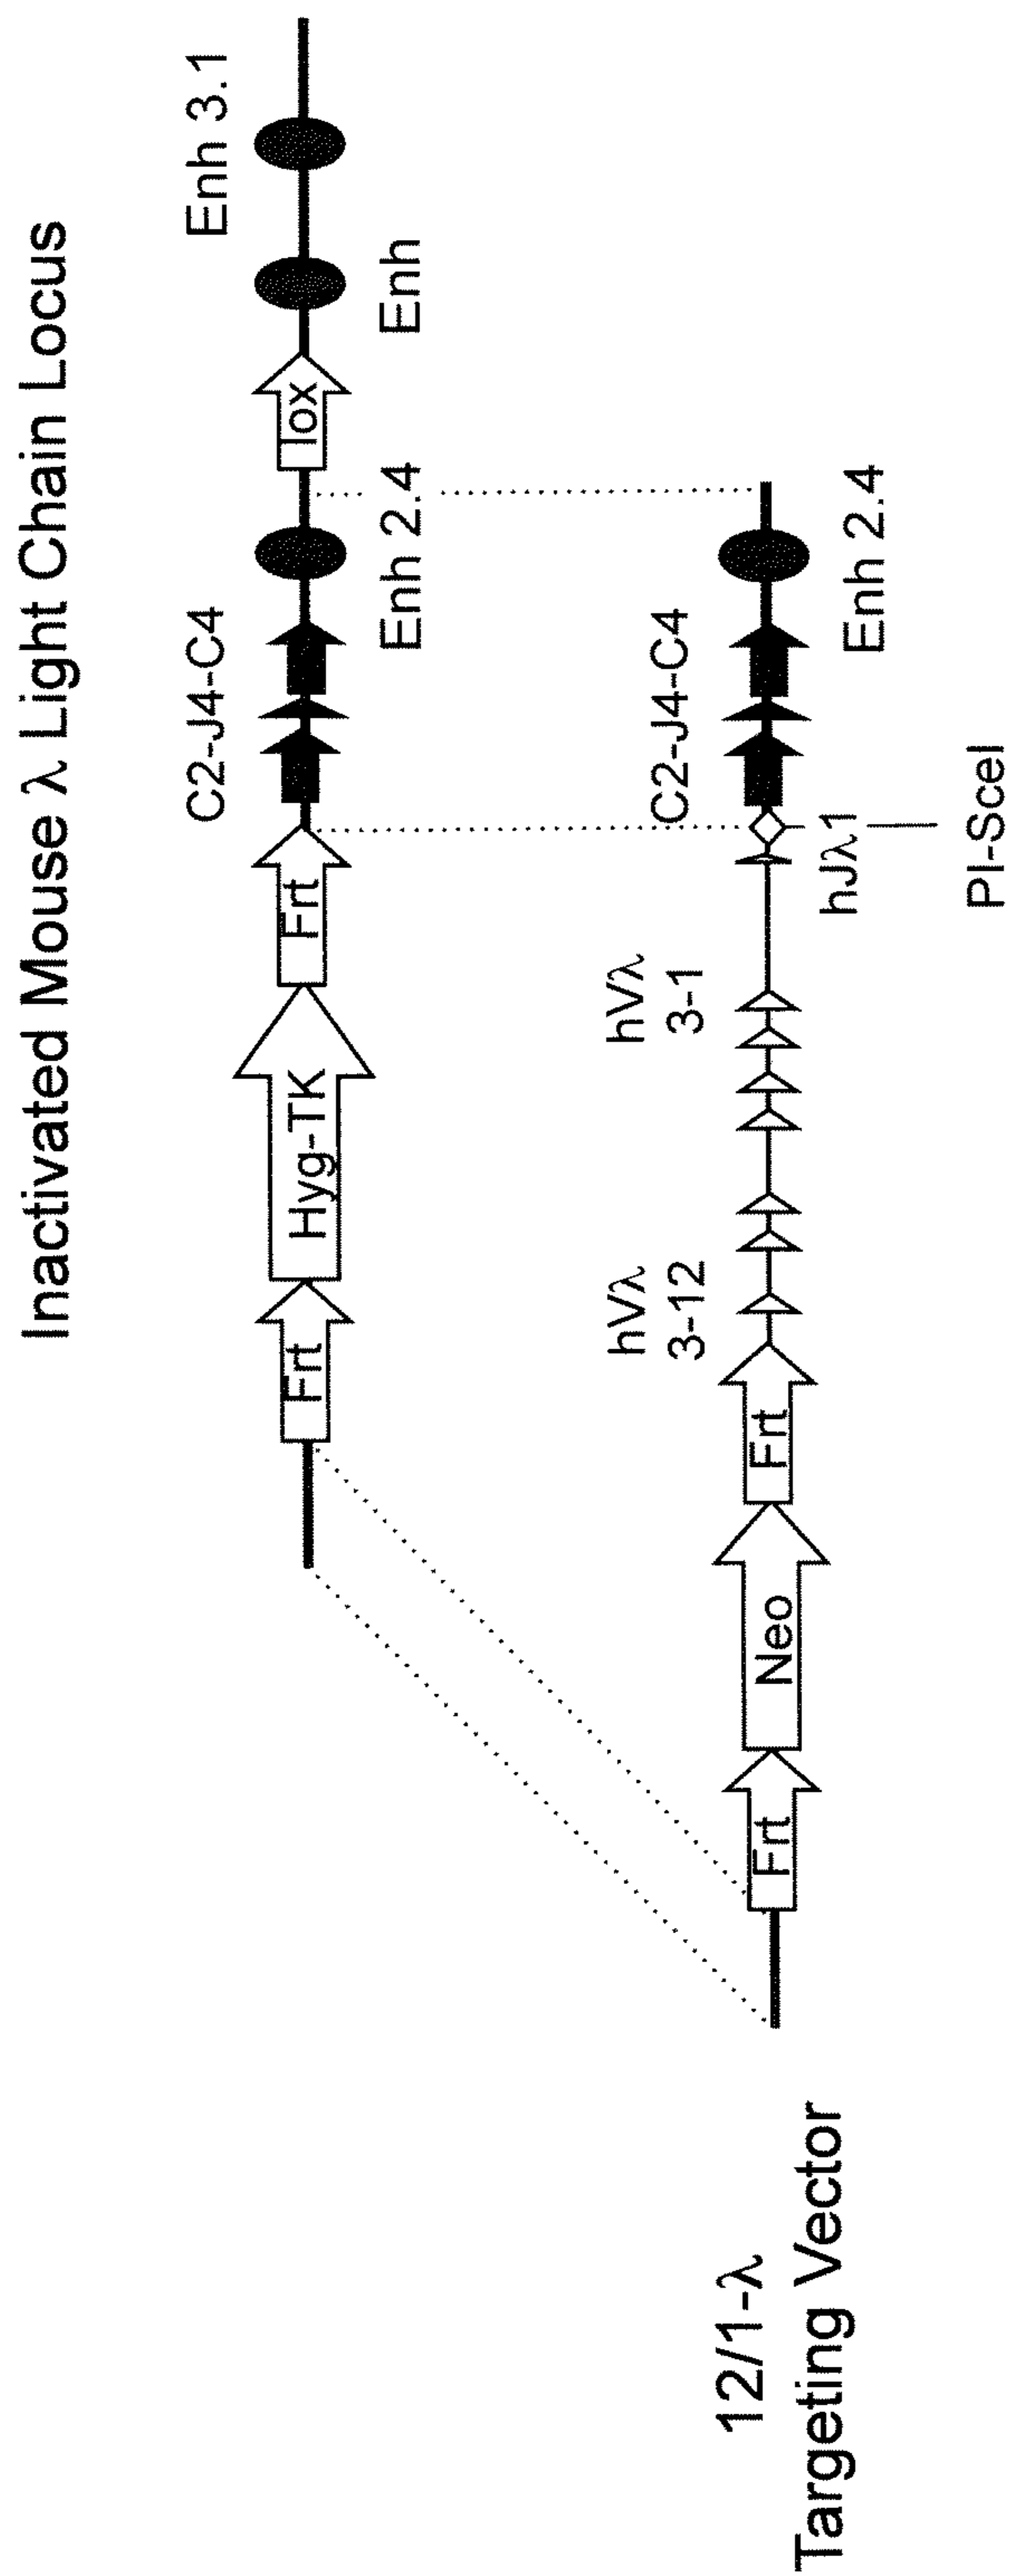 Inactivated Mouse λ Light Chain Locus
C2-J4-C4
Enh 3.1
Frt
Hyg-TK
Frt
lox
Enh 2.4
Enh
hVλ
3-12
hVλ
3-1
C2-J4-C4
12/1-λ
Targeting Vector
Frt
Neo
Frt
hJλ1
Enh 2.4
PI-SceI